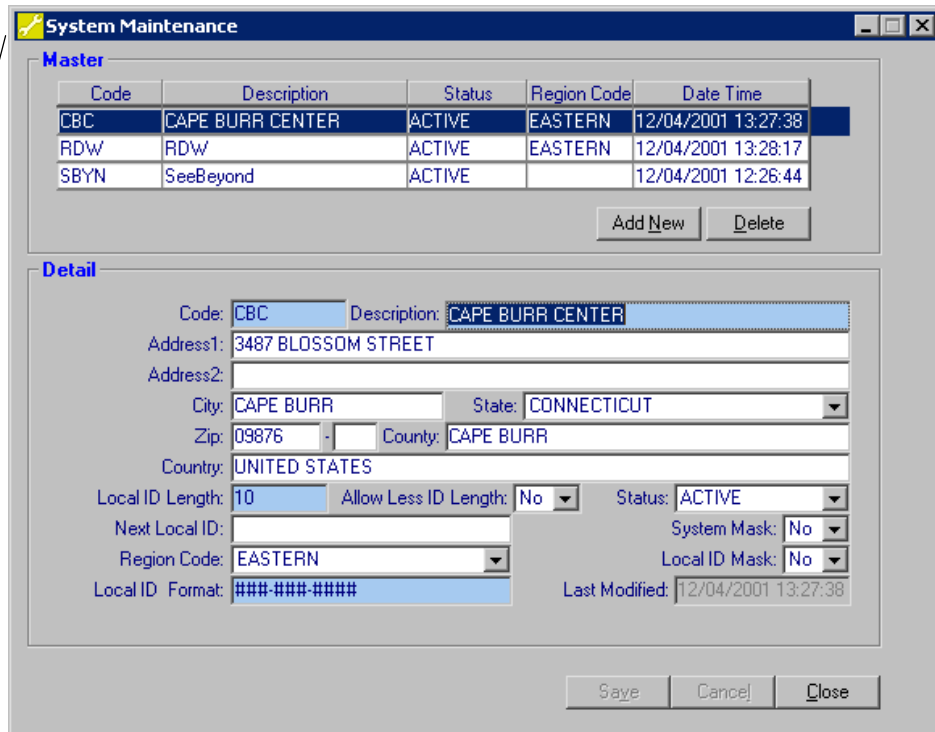 System Maintenance
Master
Code Description Status Region Code Date Time
CBC CAPE BURR CENTER ACTIVE EASTERN 12/04/2001 13:27:38
RDW RDW ACTIVE EASTERN 12/04/2001 13:28:17
SBYN SeeBeyond ACTIVE 12/04/2001 12:26:44
Add New Delete
Detail
Code: CBC Description: CAPE BURR CENTER
Address1: 3487 BLOSSOM STREET
Address2:
City: CAPE BURR State: CONNECTICUT
Zip: 09876 - County: CAPE BURR
Country: UNITED STATES
Local ID Length: 10 Allow Less ID Length: No Status: ACTIVE
Next Local ID: System Mask: No
Region Code: EASTERN Local ID Mask: No
Local ID Format: ###-###-#### Last Modified: 12/04/2001 13:27:38
Save Cancel Close